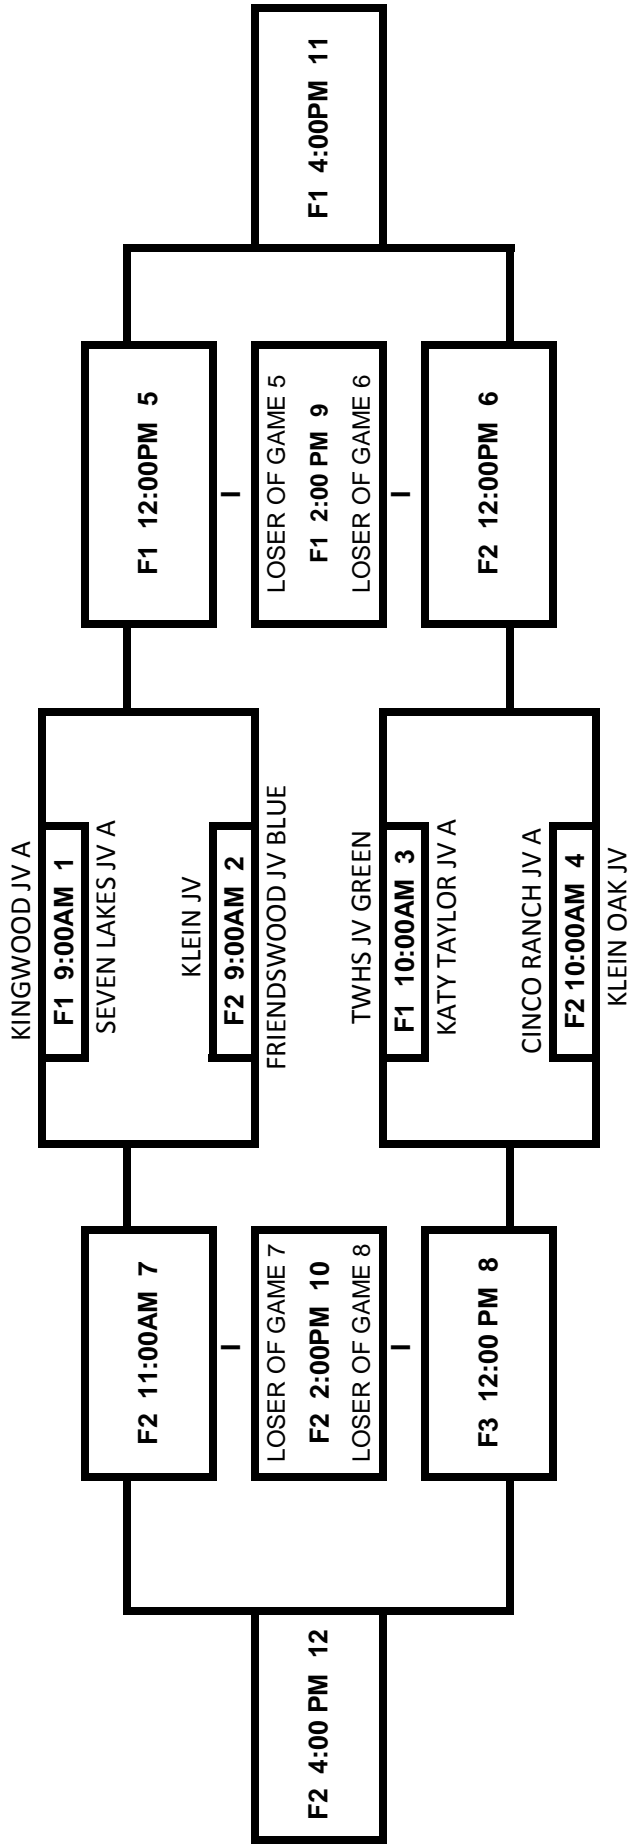 KINGWOOD JV A
F1 9:00AM 1
SEVEN LAKES JV A
KLEIN JV
F2 9:00AM 2
FRIENDSWOOD JV BLUE
TWHS JV GREEN
F1 10:00AM 3
KATY TAYLOR JV A
CINCO RANCH JV A
F2 10:00AM 4
KLEIN OAK JV
F1 12:00PM 5
I
LOSER OF GAME 5
F1 2:00 PM 9
LOSER OF GAME 6
I
F2 12:00PM 6
F1 4:00PM 11
F2 11:00AM 7
I
LOSER OF GAME 7
F2 2:00PM 10
LOSER OF GAME 8
I
F3 12:00 PM 8
F2 4:00 PM 12